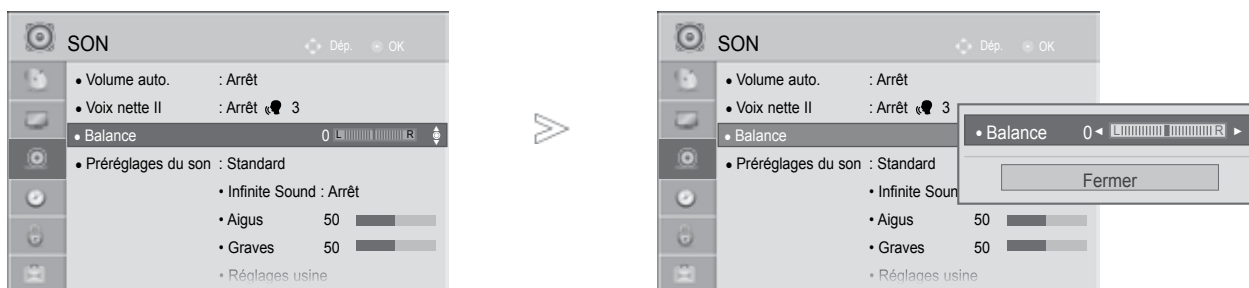 SON Dép. OK
• Volume auto. : Arrêt
• Voix nette II : Arrêt 3
• Balance 0 L R
• Préréglages du son : Standard
• Infinite Sound : Arrêt
• Aigus 50
• Graves 50
• Réglages usine
SON Dép. OK
• Volume auto. : Arrêt
• Voix nette II : Arrêt 3
• Balance
• Balance 0 L R
Fermer
• Préréglages du son : Standard
• Infinite Soun
• Aigus 50
• Graves 50
• Réglages usine